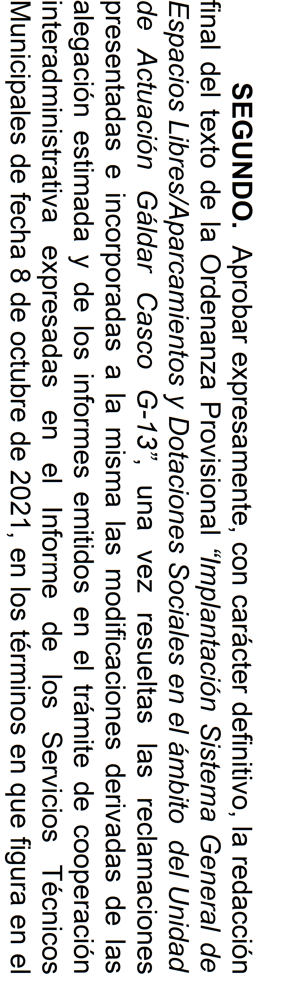 SEGUNDO. Aprobar expresamente, con carácter definitivo, la redacción
final del texto de la Ordenanza Provisional “Implantación Sistema General de
Espacios Libres/Aparcamientos y Dotaciones Sociales en el ámbito del Unidad
de Actuación Gáldar Casco G-13”, una vez resueltas las reclamaciones
presentadas e incorporadas a la misma las modificaciones derivadas de las
alegación estimada y de los informes emitidos en el trámite de cooperación
interadministrativa expresadas en el Informe de los Servicios Técnicos
Municipales de fecha 8 de octubre de 2021, en los términos en que figura en el